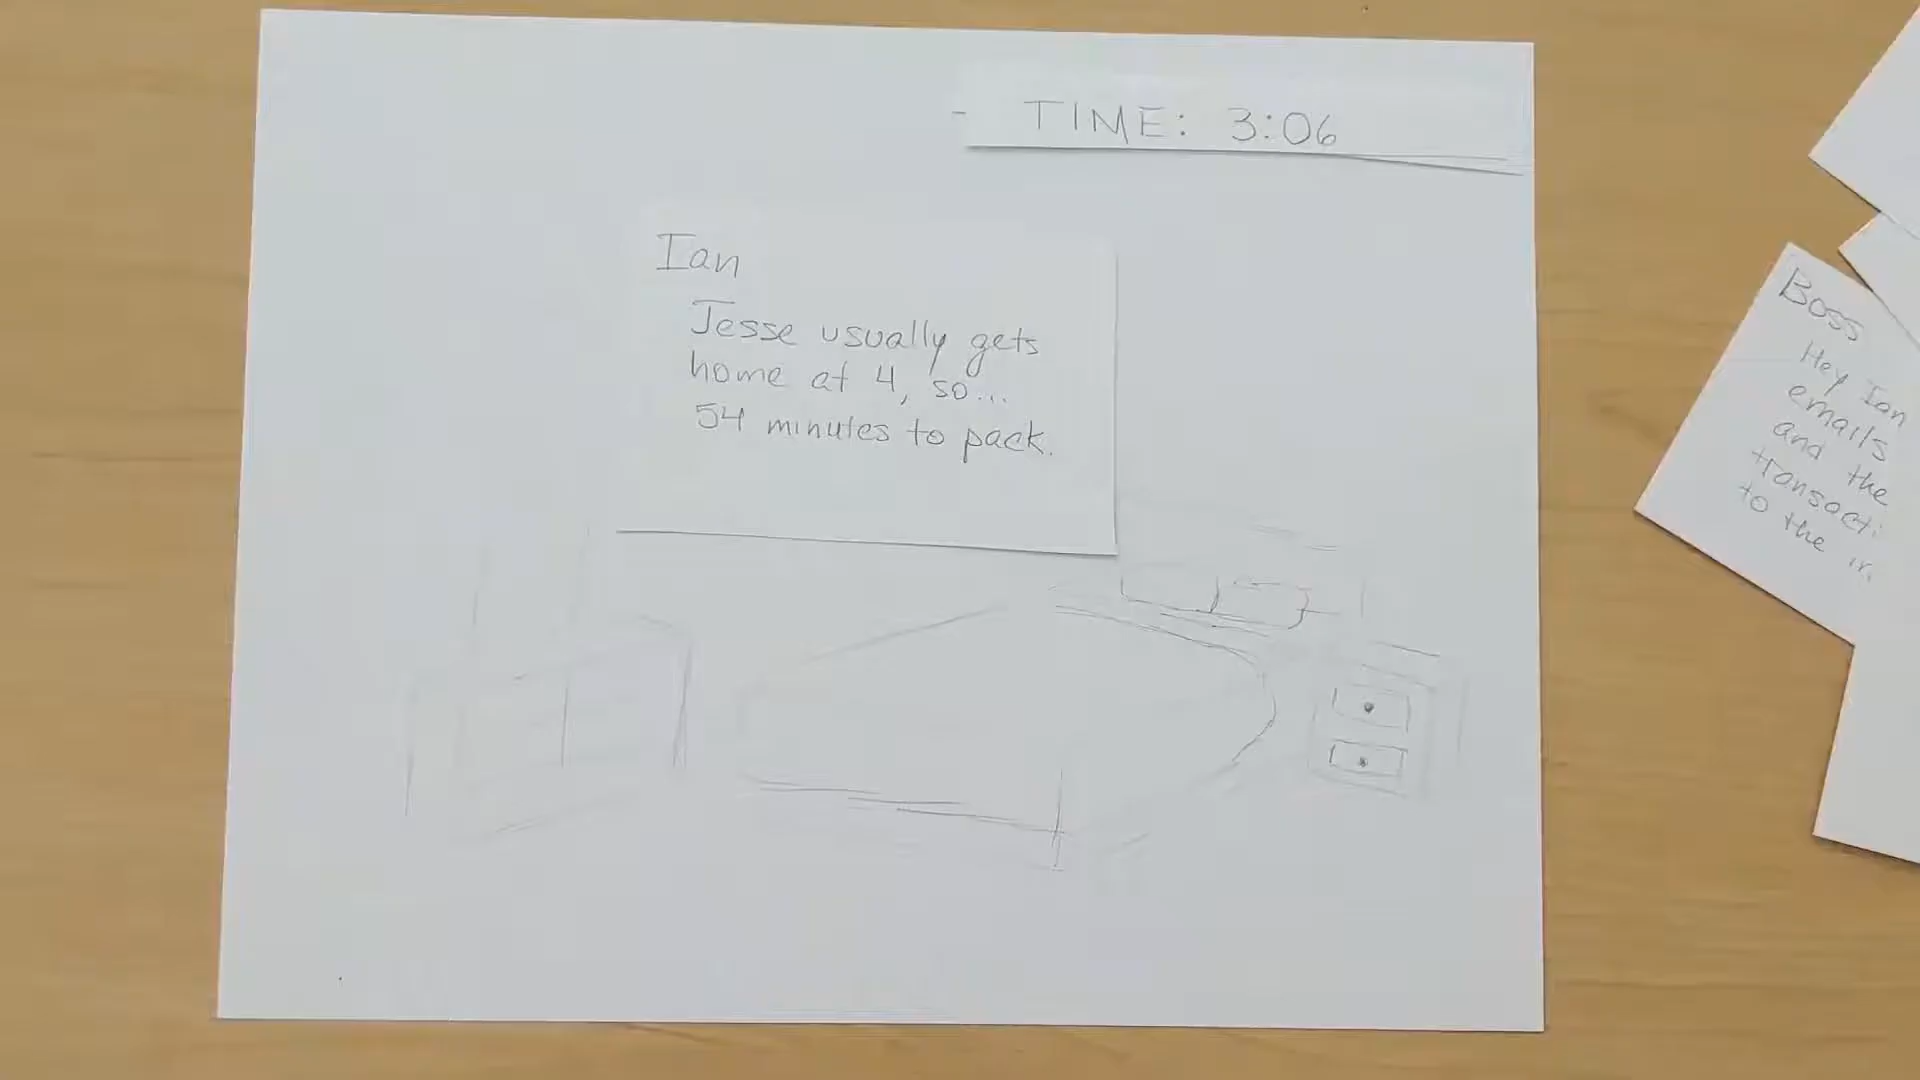 TIME: 3:06
Ian
Jesse usually gets
home at 4, so...
54 minutes to pack.
Boss
Hey Ian
emails
and the
to the